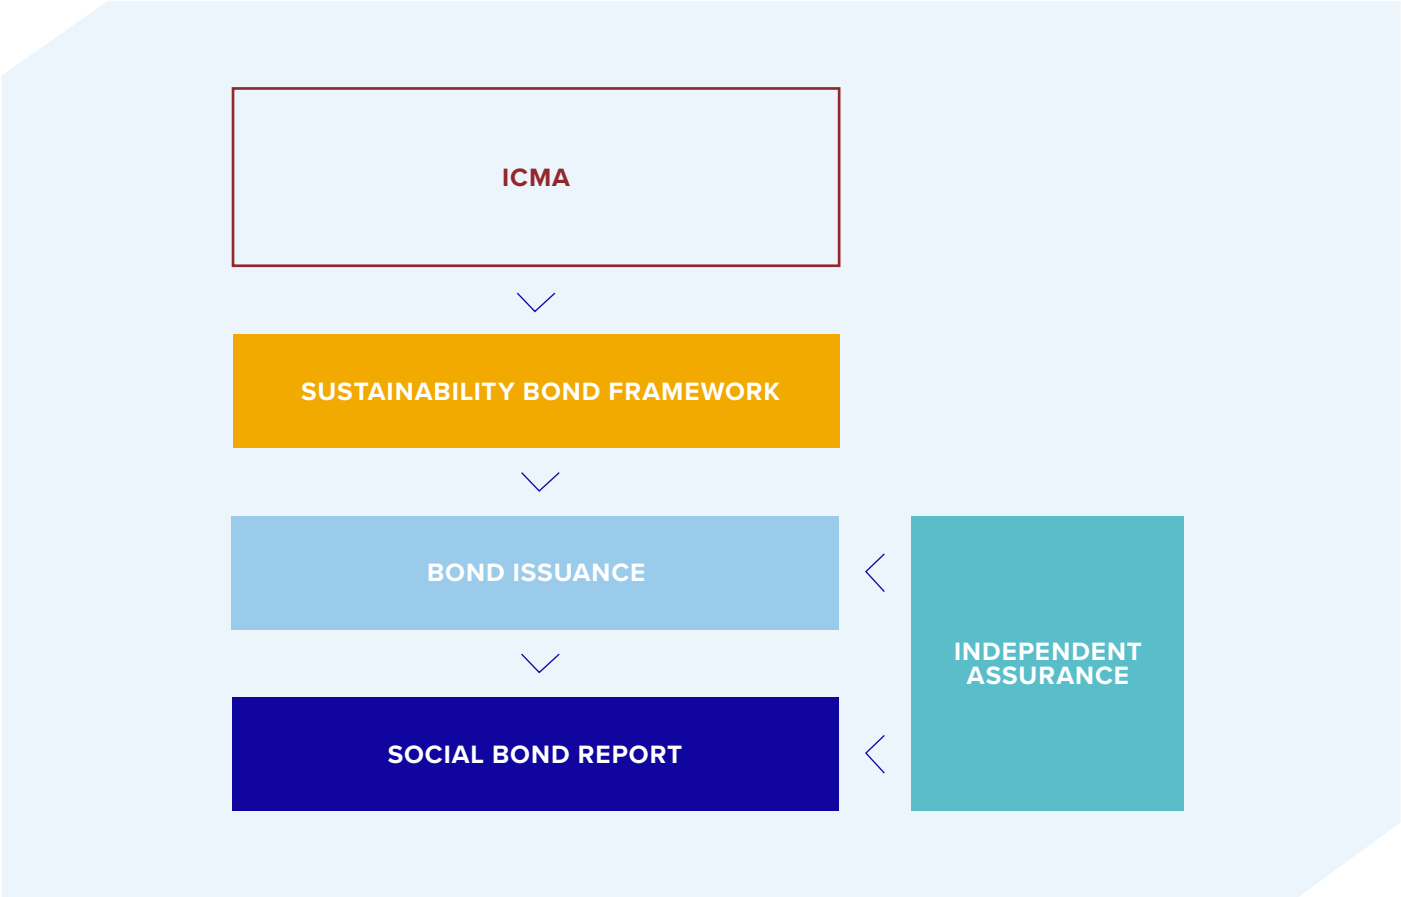 ICMA
SUSTAINABILITY BOND FRAMEWORK
BOND ISSUANCE
INDEPENDENT
ASSURANCE
SOCIAL BOND REPORT